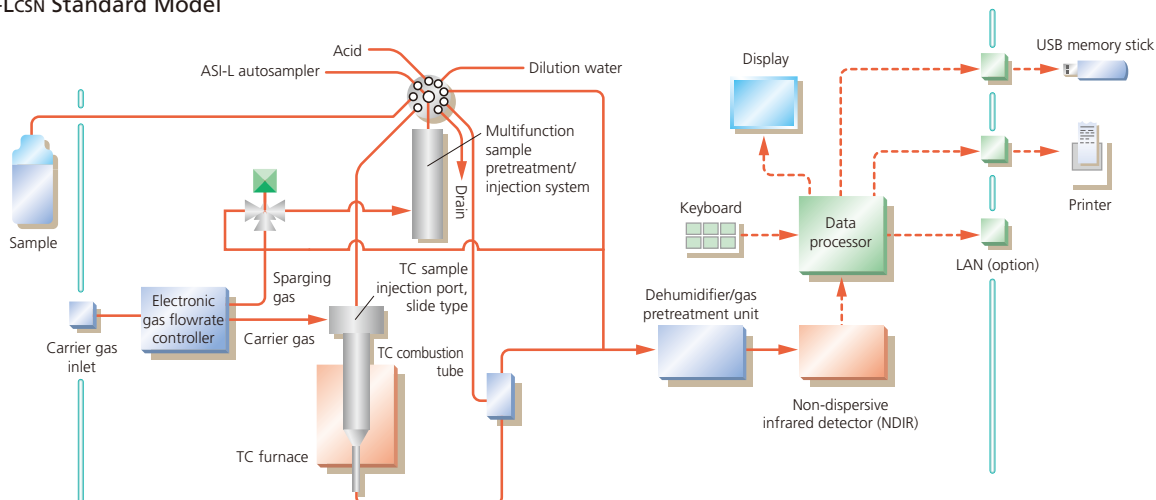 -LCSN Standard Model
Acid
ASI-L autosampler
Dilution water
Multifunction
sample
pretreatment/
injection system
Drain
Sample
Sparging
gas
Electronic
gas flowrate
controller
Carrier gas
inlet
Carrier gas
TC sample
injection port,
slide type
TC combustion
tube
TC furnace
Display
Keyboard
Data
processor
USB memory stick
Printer
LAN (option)
Dehumidifier/gas
pretreatment unit
Non-dispersive
infrared detector (NDIR)